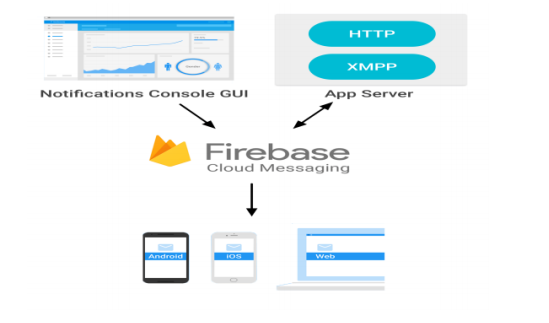 HTTP
XMPP
Notifications Console GUI
App Server
Firebase
Cloud Messaging
Android
iOS
Web